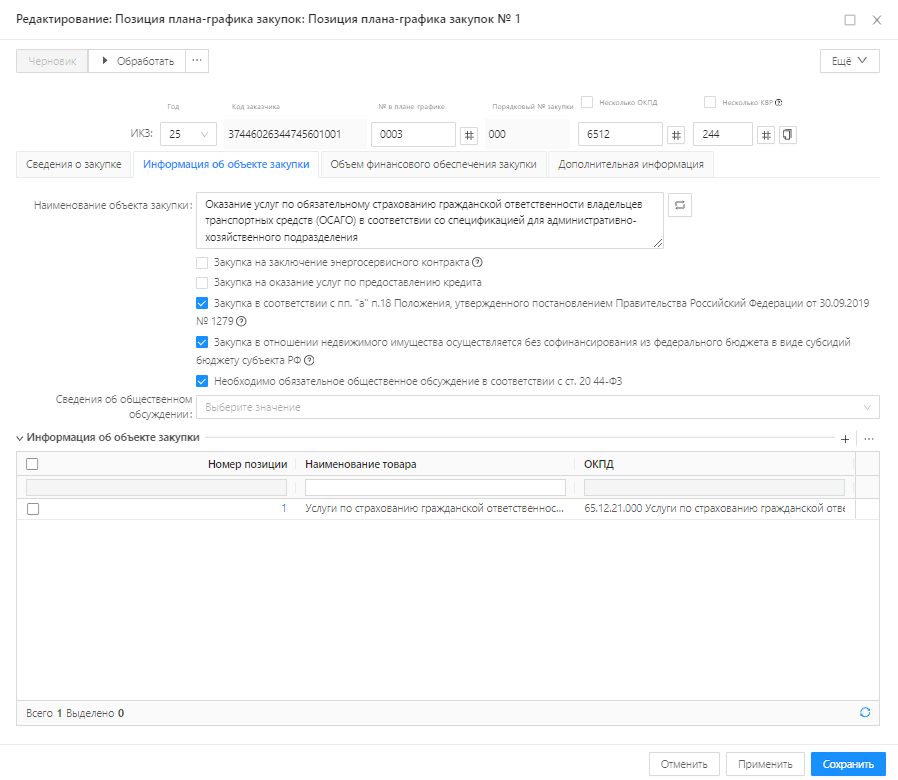 Редактирование: Позиция плана-графика закупок: Позиция плана-графика закупок № 1
Черновик Обработать ... Ещё
Год Код заказчика № в плане-графике Порядковый № закупки Несколько ОКПД Несколько КВР
ИКЗ: 25 37446026344745601001 0003 # 000 6512 # 244 #
Сведения о закупке Информация об объекте закупки Объем финансового обеспечения закупки Дополнительная информация
Наименование объекта закупки: Оказание услуг по обязательному страхованию гражданской ответственности владельцев
транспортных средств (ОСАГО) в соответствии со спецификацией для административно-
хозяйственного подразделения
Закупка на заключение энергосервисного контракта
Закупка на оказание услуг по предоставлению кредита
Закупка в соответствии с пп. "а" п.18 Положения, утвержденного постановлением Правительства Российский Федерации от 30.09.2019
№ 1279
Закупка в отношении недвижимого имущества осуществляется без софинансирования из федерального бюджета в виде субсидий
бюджету субъекта РФ
Необходимо обязательное общественное обсуждение в соответствии с ст. 20 44-ФЗ
Сведения об общественном
обсуждении: Выберите значение
Информация об объекте закупки + ...
Номер позиции Наименование товара ОКПД
1 Услуги по страхованию гражданской ответственнос... 65.12.21.000 Услуги по страхованию гражданской отве
Всего 1 Выделено 0
Отменить Применить Сохранить